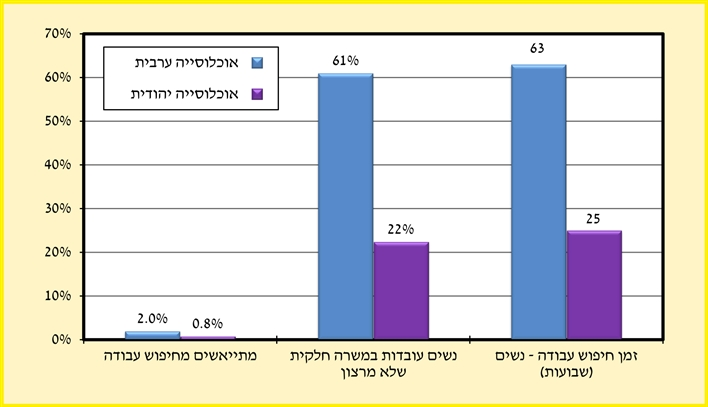 70%
60%
50%
40%
30%
20%
10%
0%
אוכלוסייה ערבית
אוכלוסייה יהודית
2.0%
0.8%
61%
22%
63
25
מתייאשים מחיפוש עבודה
נשים עובדות במשרה חלקית
שלא מרצון
זמן חיפוש עבודה - נשים
(שבועות)